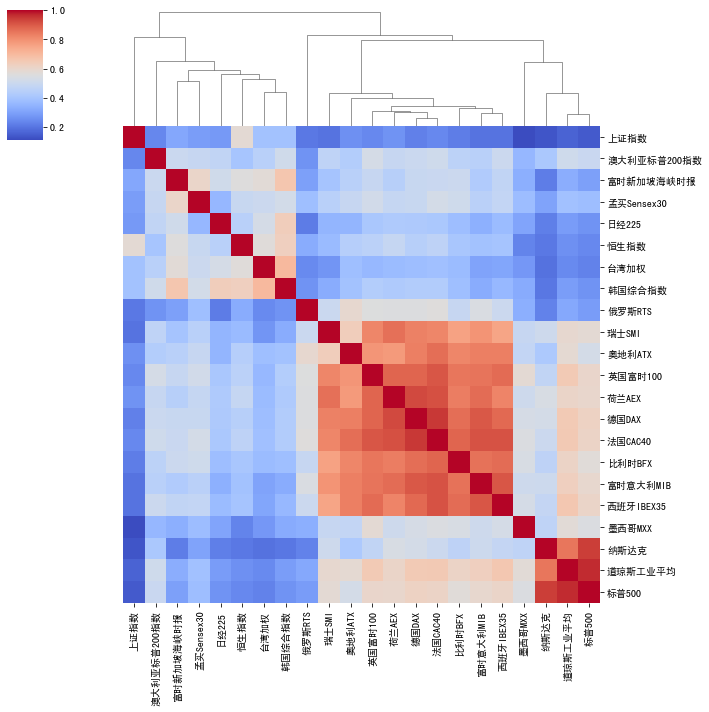 1.0
0.8
0.6
0.4
0.2
上证指数
澳大利亚标普200指数
富时新加坡海峡时报
孟买Sensex30
日经225
恒生指数
台湾加权
韩国综合指数
俄罗斯RTS
瑞士SMI
奥地利ATX
英国富时100
荷兰AEX
德国DAX
法国CAC40
比利时BFX
富时意大利MIB
西班牙IBEX35
墨西哥MXX
纳斯达克
道琼斯工业平均
标普500
上证指数
澳大利亚标普200指数
富时新加坡海峡时报
孟买Sensex30
日经225
恒生指数
台湾加权
韩国综合指数
俄罗斯RTS
瑞士SMI
奥地利ATX
英国富时100
荷兰AEX
德国DAX
法国CAC40
比利时BFX
富时意大利MIB
西班牙IBEX35
墨西哥MXX
纳斯达克
道琼斯工业平均
标普500